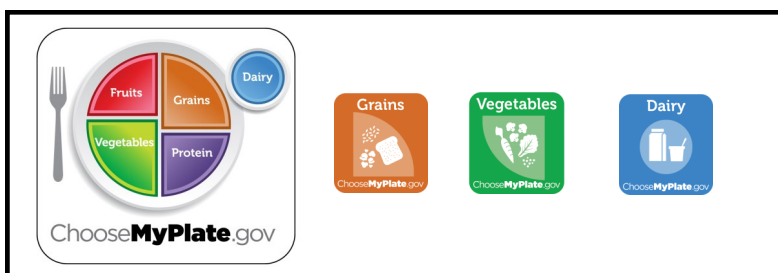 Fruits
Grains
Dairy
Vegetables
Protein
ChooseMyPlate.gov
Grains
ChooseMyPlate.gov
Vegetables
ChooseMyPlate.gov
Dairy
ChooseMyPlate.gov